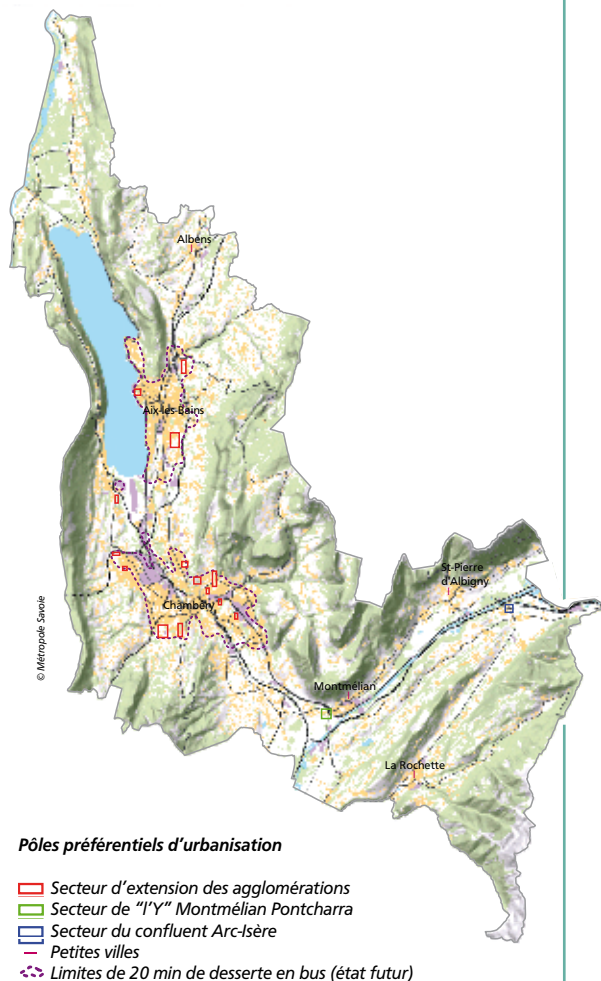 Albens
Aix-les-Bains
St-Pierre
d'Albigny
Chambéry
© Métropole Savoie
Montmélian
La Rochette
Pôles préférentiels d'urbanisation
Secteur d'extension des agglomérations
Secteur de "l'Y" Montmélian Pontcharra
Secteur du confluent Arc-Isère
Petites villes
Limites de 20 min de desserte en bus (état futur)